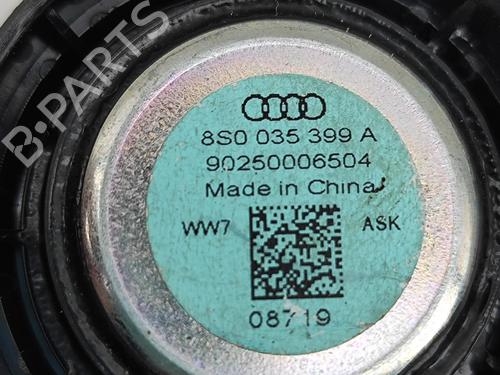 B-PARTS
8S0 035 399 A
90250006504
Made in China
WW7 ASK
08719